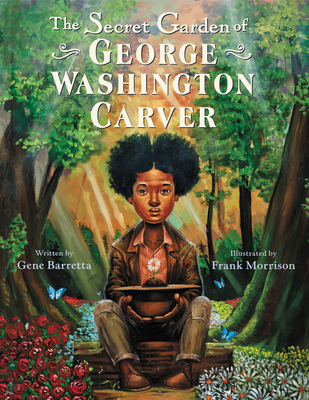 The Secret Garden of
GEORGE
WASHINGTON
CARVER
Written by
Gene Barretta
Illustrated by
Frank Morrison